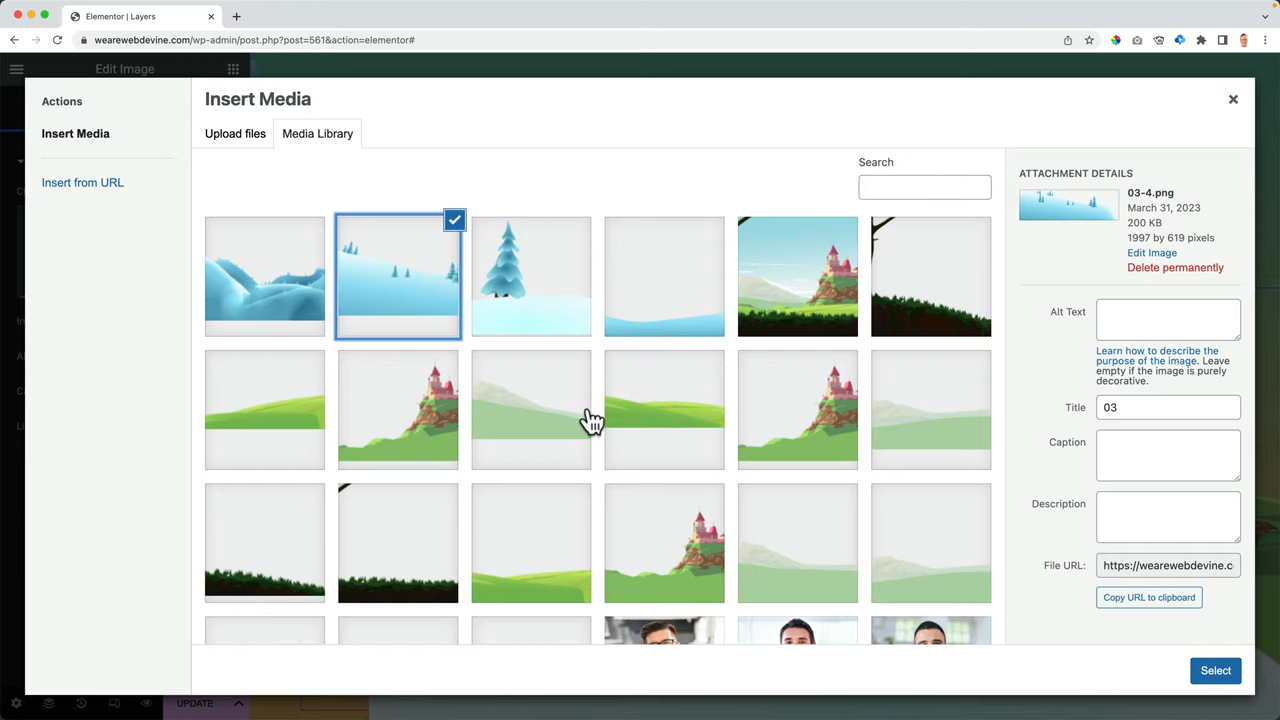 Elementor | Layers
wearewebdevine.com/wp-admin/post.php?post=561&action=elementor#
Edit Image
Actions
Insert Media
Insert from URL
Insert Media
Upload files
Media Library
Search
ATTACHMENT DETAILS
03-4.png
March 31, 2023
200 KB
1997 by 619 pixels
Edit Image
Delete permanently
Alt Text
Learn how to describe the
purpose of the image. Leave
empty if the image is purely
decorative.
Title
03
Caption
Description
File URL:
https://wearewebdevine.c
Copy URL to clipboard
Select
UPDATE